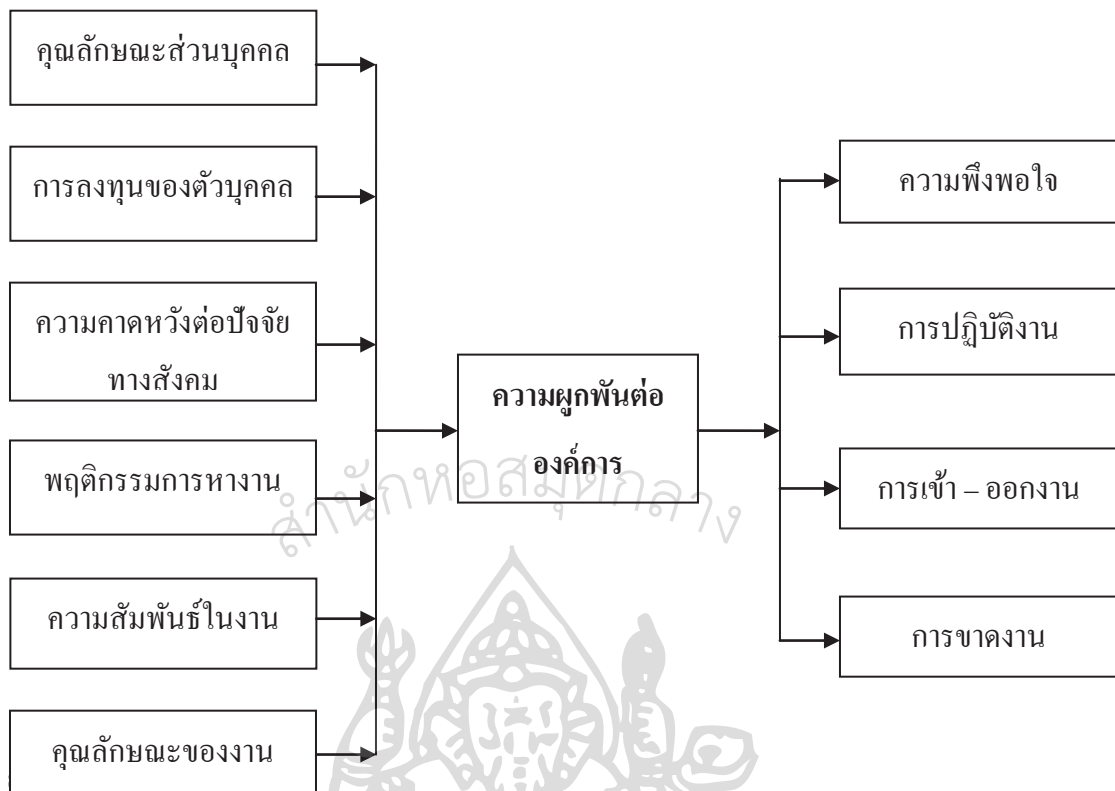 คุณลักษณะส่วนบุคคล
การลงทุนของตัวบุคคล
ความคาดหวังต่อปัจจัย
ทางสังคม
พฤติกรรมการหางาน
ความสัมพันธ์ในงาน
คุณลักษณะของงาน
ความผูกพันต่อ
องค์การ
ความพึงพอใจ
การปฏิบัติงาน
การเข้า – ออกงาน
การขาดงาน
สำนักหอสมุดกลาง